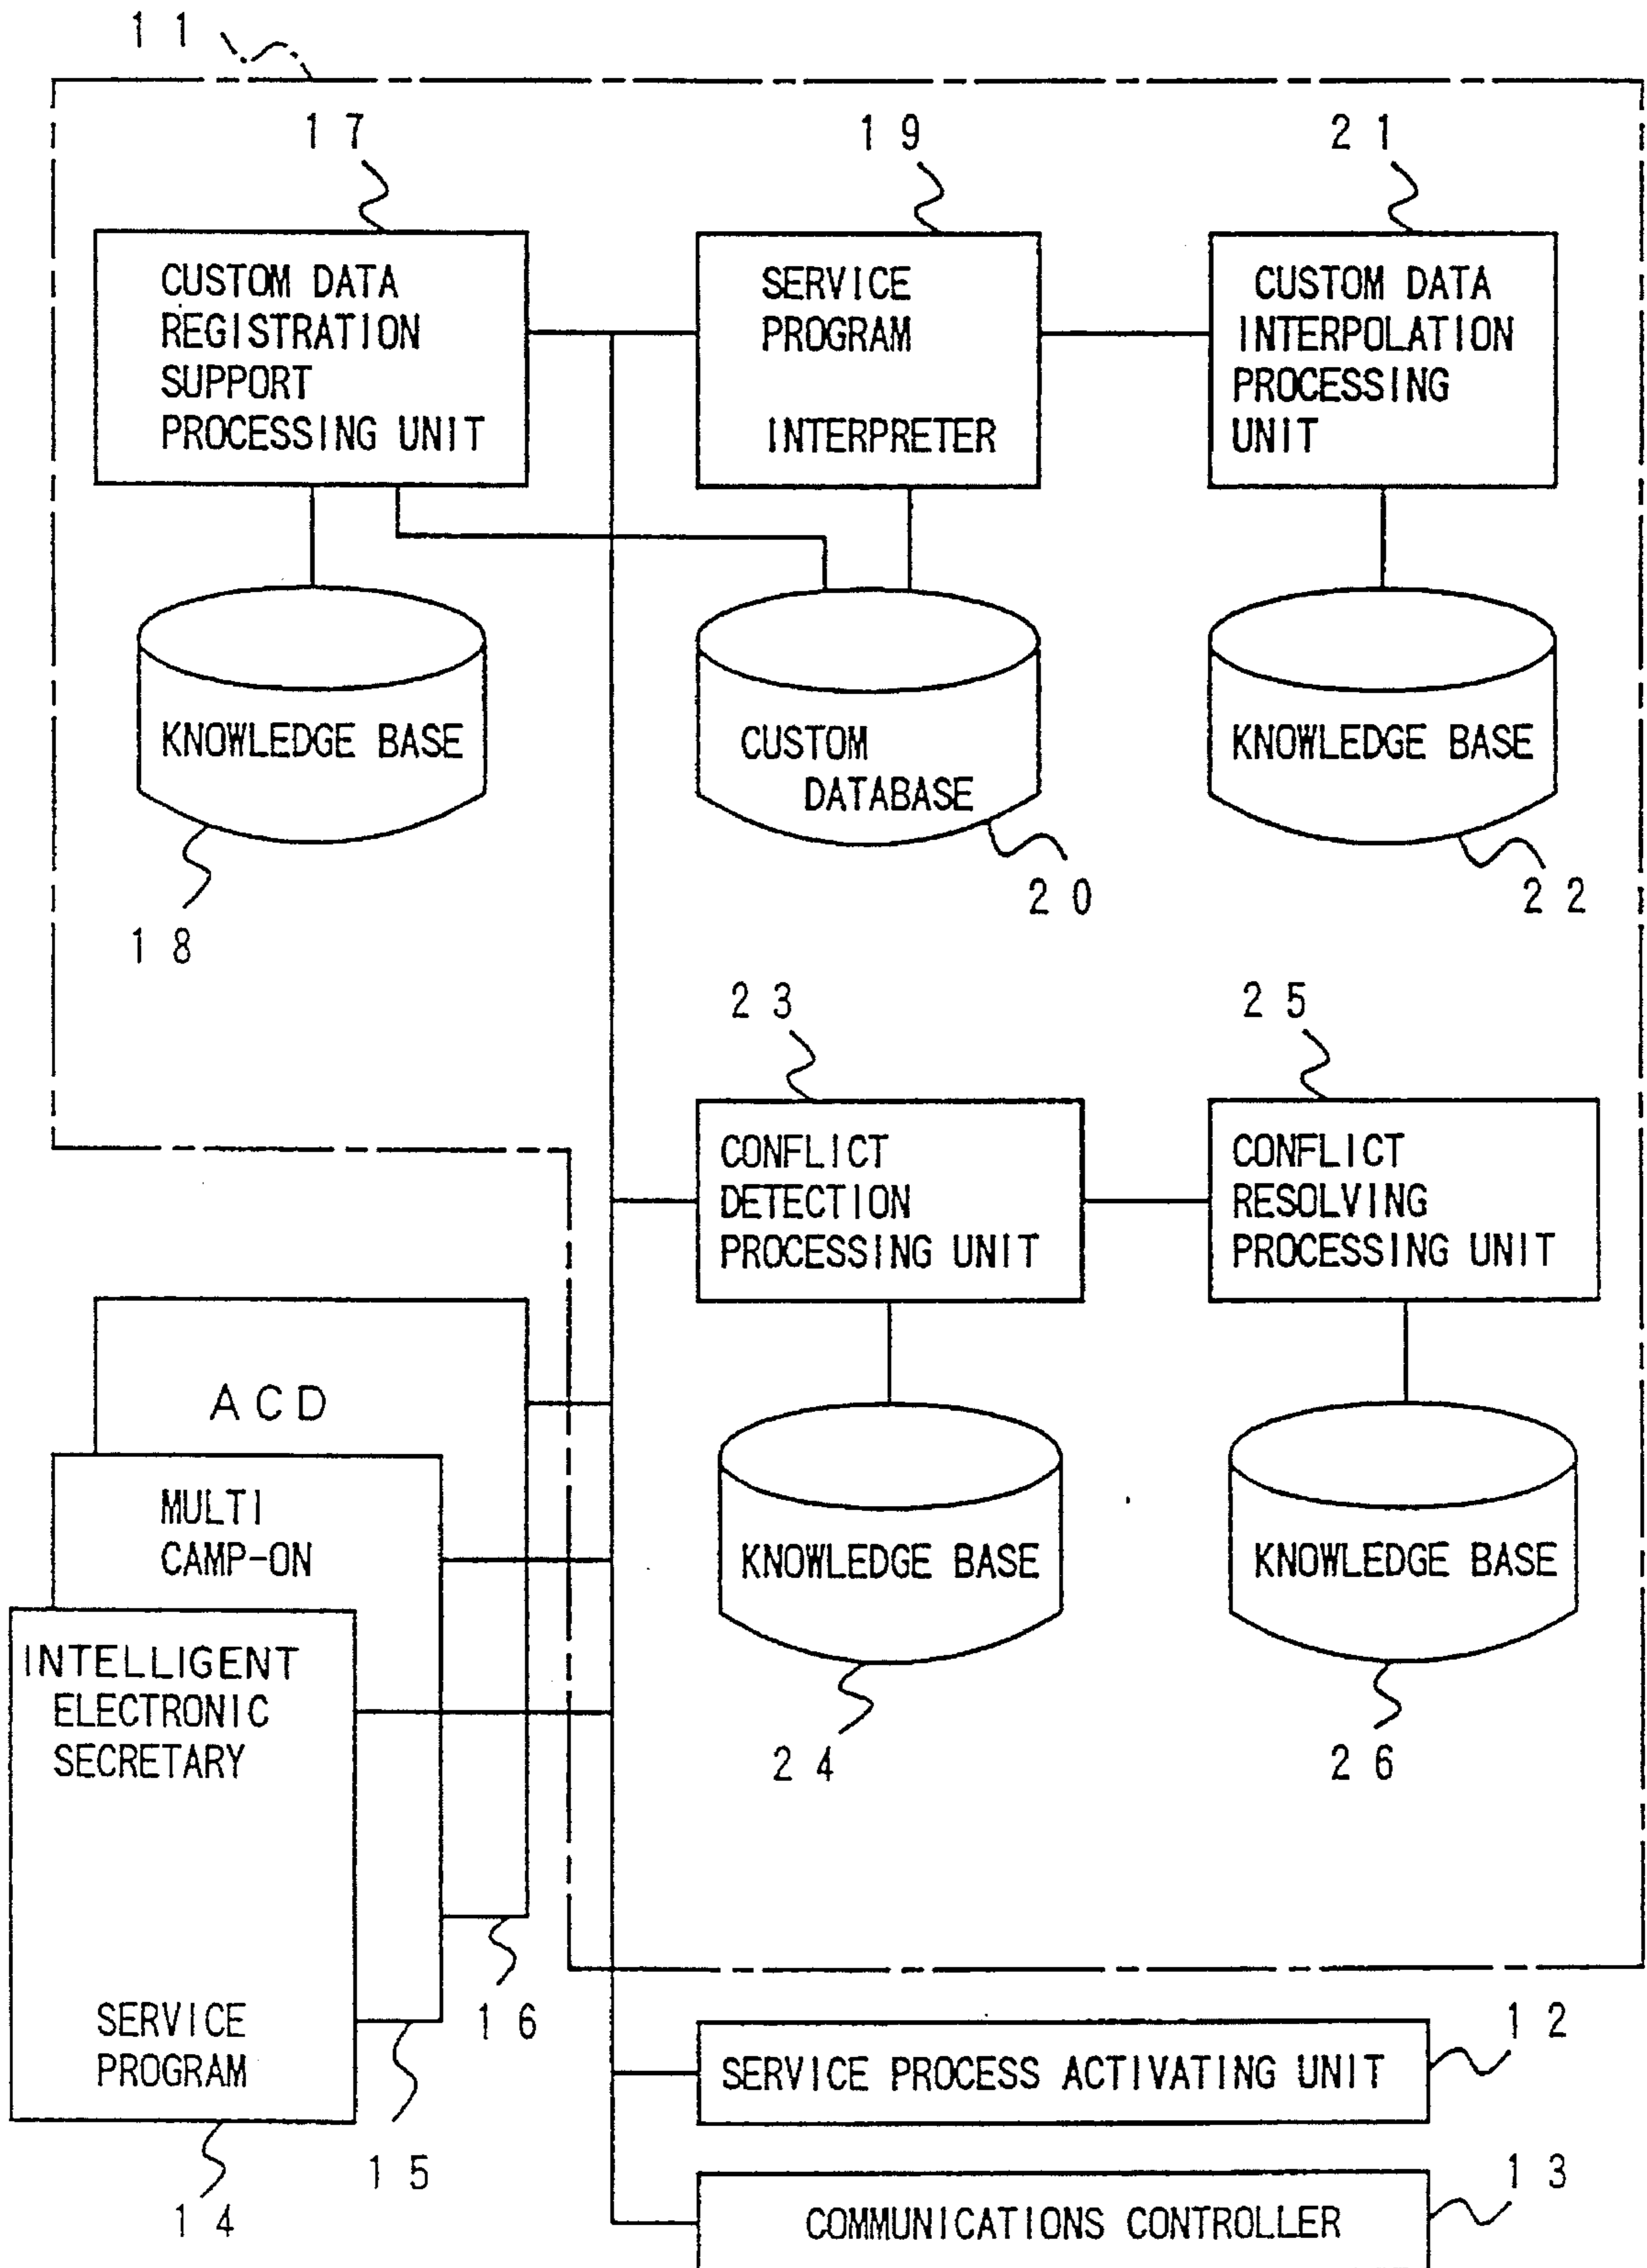 11
17
19
21
CUSTOM DATA
REGISTRATION
SUPPORT
PROCESSING UNIT
SERVICE
PROGRAM
INTERPRETER
CUSTOM DATA
INTERPOLATION
PROCESSING
UNIT
KNOWLEDGE BASE
CUSTOM
DATABASE
KNOWLEDGE BASE
18
20
22
23
25
CONFLICT
DETECTION
PROCESSING UNIT
CONFLICT
RESOLVING
PROCESSING UNIT
ACD
MULTI
CAMP-ON
INTELLIGENT
ELECTRONIC
SECRETARY
SERVICE
PROGRAM
KNOWLEDGE BASE
KNOWLEDGE BASE
24
26
16
15
14
SERVICE PROCESS ACTIVATING UNIT
12
COMMUNICATIONS CONTROLLER
13